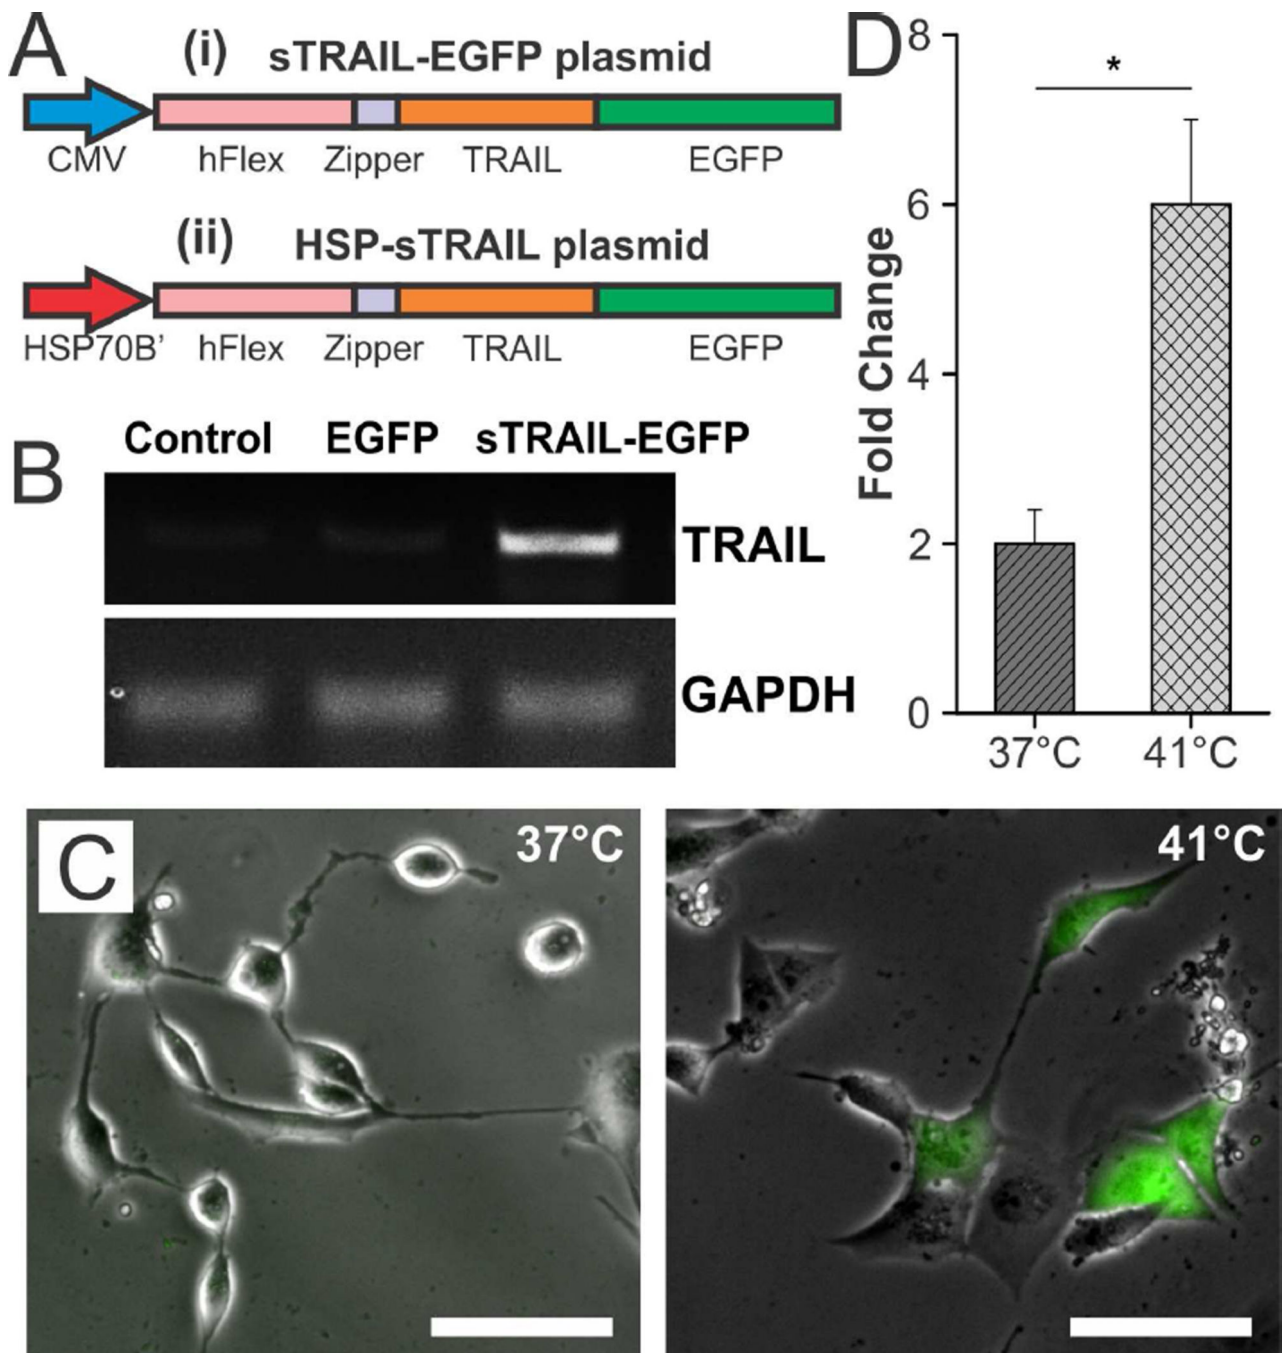 A
(i)
sTRAIL-EGFP plasmid
CMV hFlex Zipper TRAIL EGFP
(ii)
HSP-sTRAIL plasmid
HSP70B’ hFlex Zipper TRAIL EGFP
B
Control EGFP sTRAIL-EGFP
TRAIL
GAPDH
D
*
Fold Change
8
6
4
2
0
37°C 41°C
C
37°C
41°C